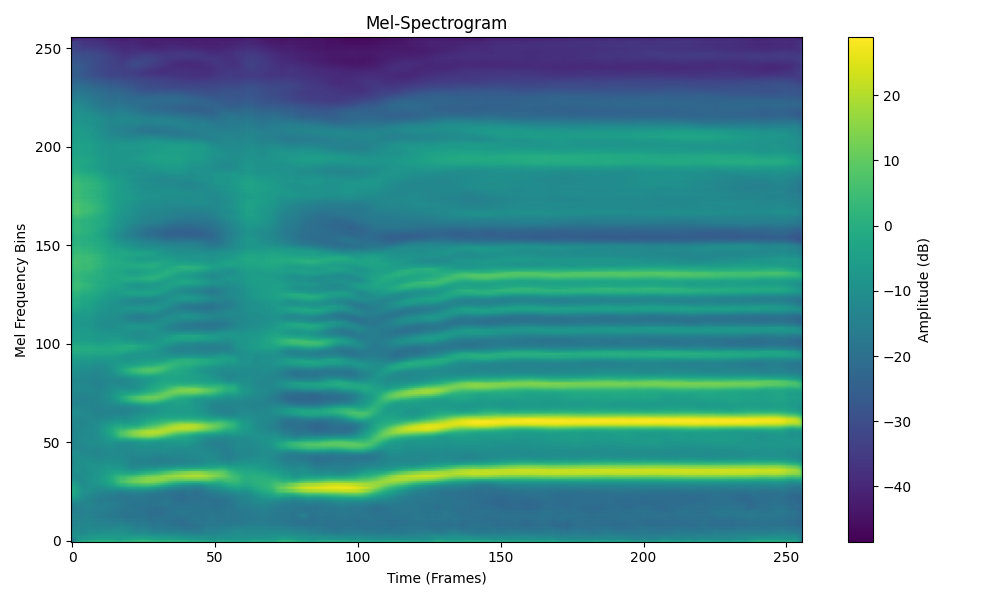 Mel-Spectrogram
Mel Frequency Bins
250
200
150
100
50
0
0 50 100 150 200 250
Time (Frames)
20
10
0
−10
−20
−30
−40
Amplitude (dB)